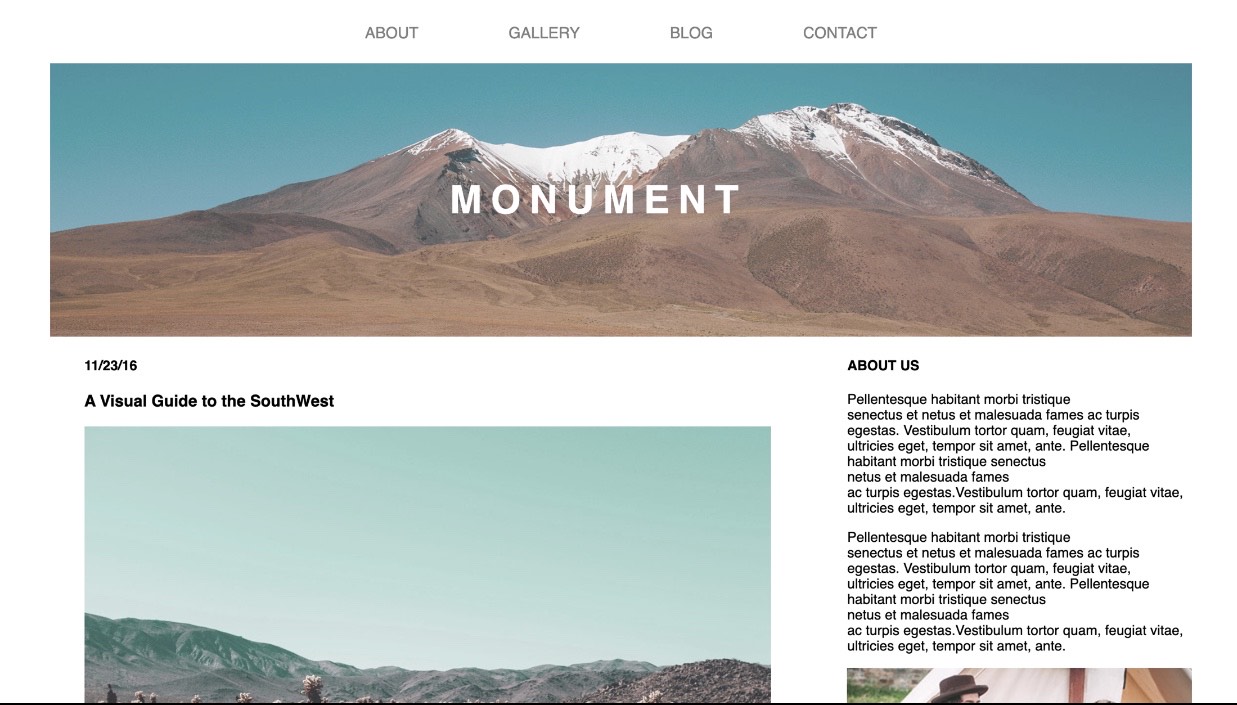 ABOUT GALLERY BLOG CONTACT
MONUMENT
11/23/16
A Visual Guide to the SouthWest
ABOUT US
Pellentesque habitant morbi tristique
senectus et netus et malesuada fames ac turpis
egestas. Vestibulum tortor quam, feugiat vitae,
ultricies eget, tempor sit amet, ante. Pellentesque
habitant morbi tristique senectus
netus et malesuada fames
ac turpis egestas.Vestibulum tortor quam, feugiat vitae,
ultricies eget, tempor sit amet, ante.
Pellentesque habitant morbi tristique
senectus et netus et malesuada fames ac turpis
egestas. Vestibulum tortor quam, feugiat vitae,
ultricies eget, tempor sit amet, ante. Pellentesque
habitant morbi tristique senectus
netus et malesuada fames
ac turpis egestas.Vestibulum tortor quam, feugiat vitae,
ultricies eget, tempor sit amet, ante.